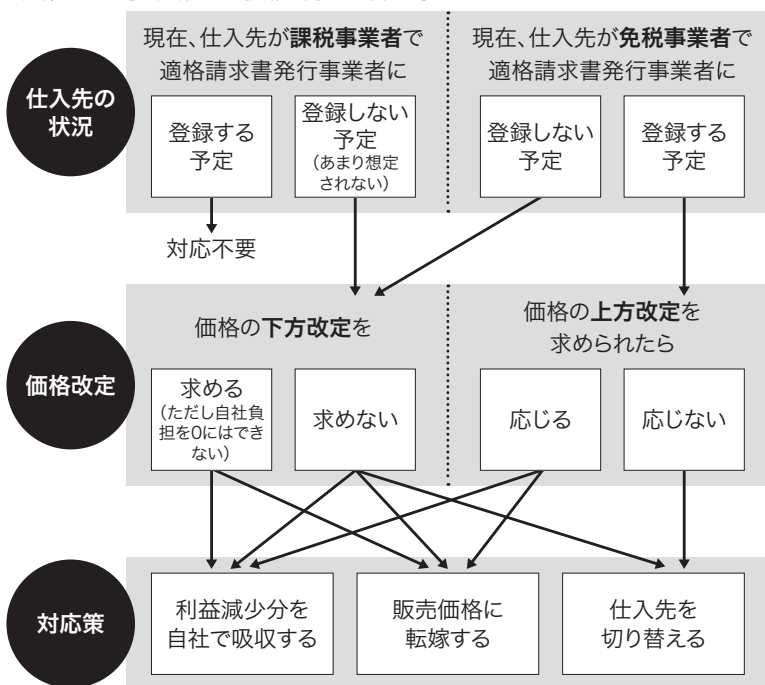 仕入先の
状況
現在、仕入先が課税事業者で
適格請求書発行事業者に
登録する
予定
登録しない
予定
（あまり想定
されない）
現在、仕入先が免税事業者で
適格請求書発行事業者に
登録しない
予定
登録する
予定
対応不要
価格改定
価格の下方改定を
求める
（ただし自社負
担を0にはでき
ない）
求めない
価格の上方改定を
求められたら
応じる
応じない
対応策
利益減少分を
自社で吸収する
販売価格に
転嫁する
仕入先を
切り替える